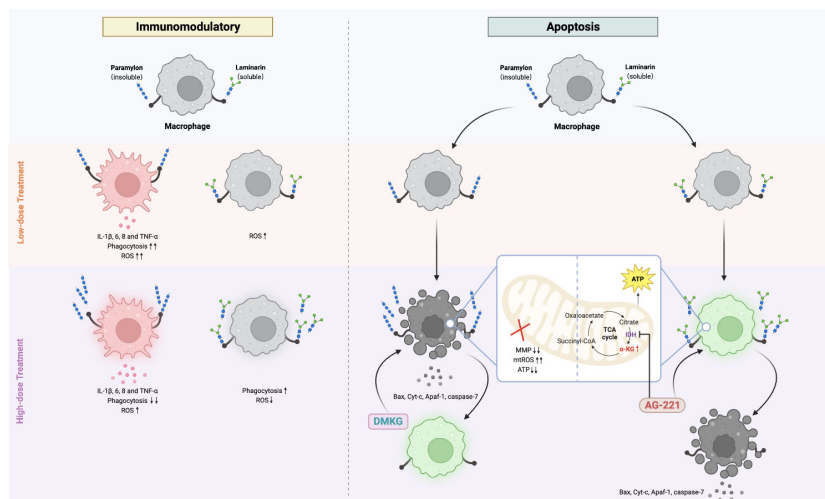 Immunomodulatory
Apoptosis
Paramylon
(insoluble)
Laminarin
(soluble)
Macrophage
Paramylon
(insoluble)
Laminarin
(soluble)
Macrophage
Low-dose Treatment
IL-1β, 6, 8 and TNF-α
Phagocytosis ↑↑
ROS ↑↑
ROS ↑
High-dose Treatment
IL-1β, 6, 8 and TNF-α
Phagocytosis ↓↓
ROS ↑
Phagocytosis ↑
ROS ↓
MMP ↓↓
mtROS ↑↑
ATP ↓↓
ATP
Oxaloacetate
Citrate
TCA
cycle
IDH
Succinyl-CoA
α-KG ↑
Bax, Cyt-c, Apaf-1, caspase-7
DMKG
AG-221
Bax, Cyt-c, Apaf-1, caspase-7